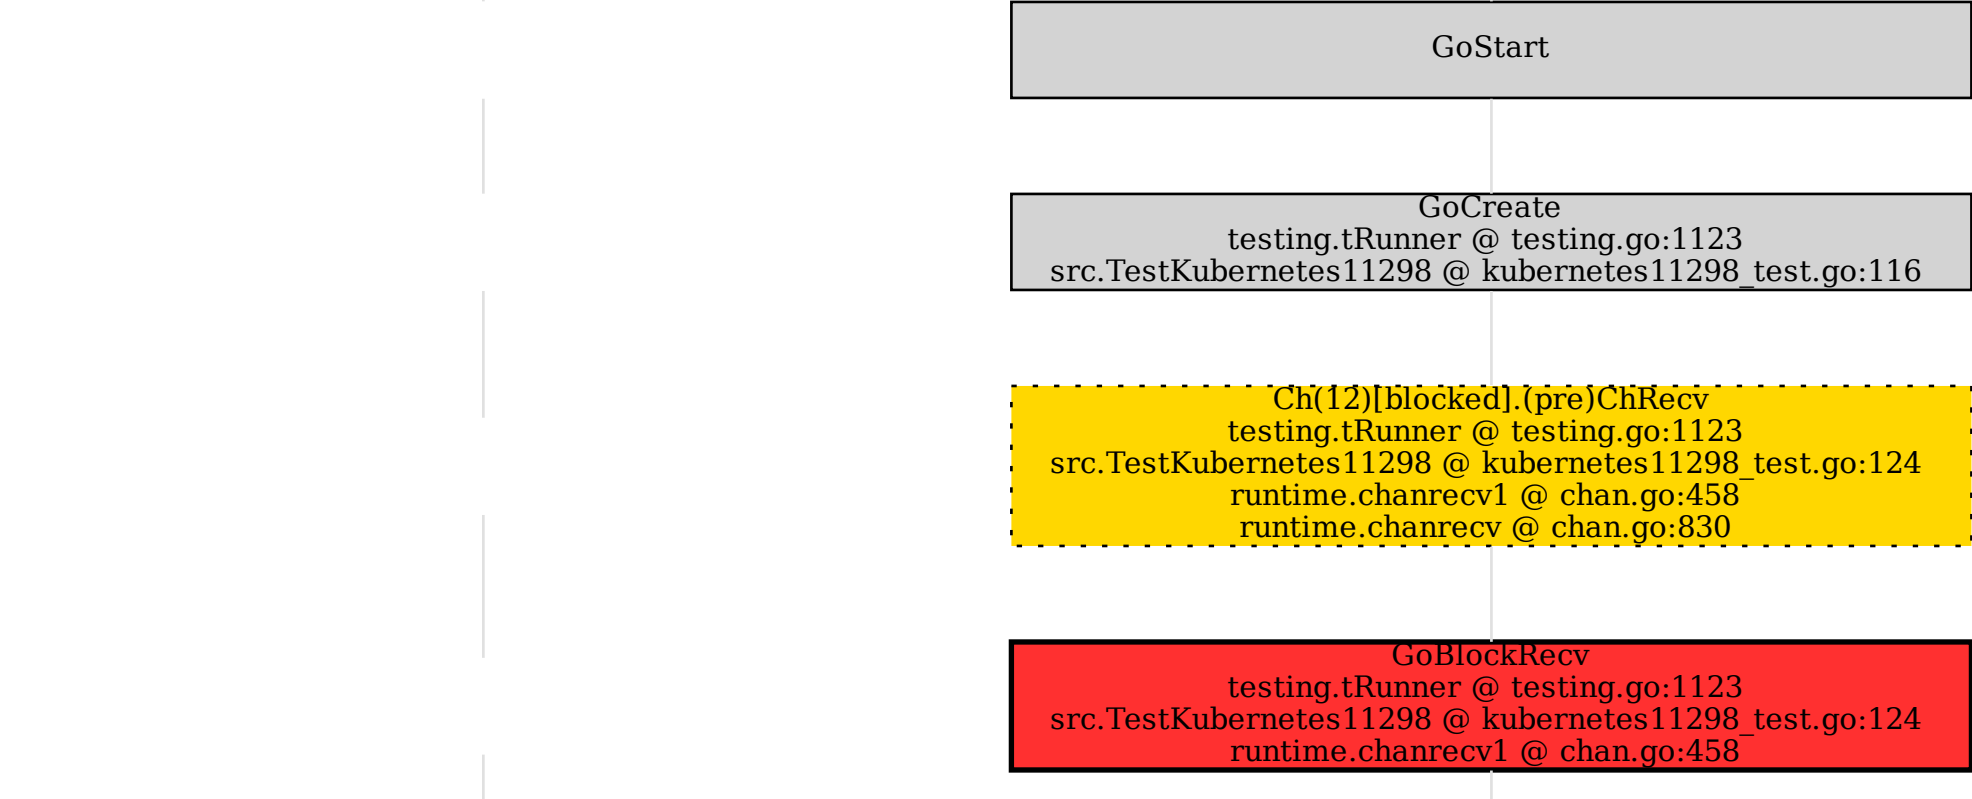 GoStart
GoCreate
testing.tRunner @ testing.go:1123
src.TestKubernetes11298 @ kubernetes11298_test.go:116
Ch(12)[blocked].(pre)ChRecv
testing.tRunner @ testing.go:1123
src.TestKubernetes11298 @ kubernetes11298_test.go:124
runtime.chanrecv1 @ chan.go:458
runtime.chanrecv @ chan.go:830
GoBlockRecv
testing.tRunner @ testing.go:1123
src.TestKubernetes11298 @ kubernetes11298_test.go:124
runtime.chanrecv1 @ chan.go:458